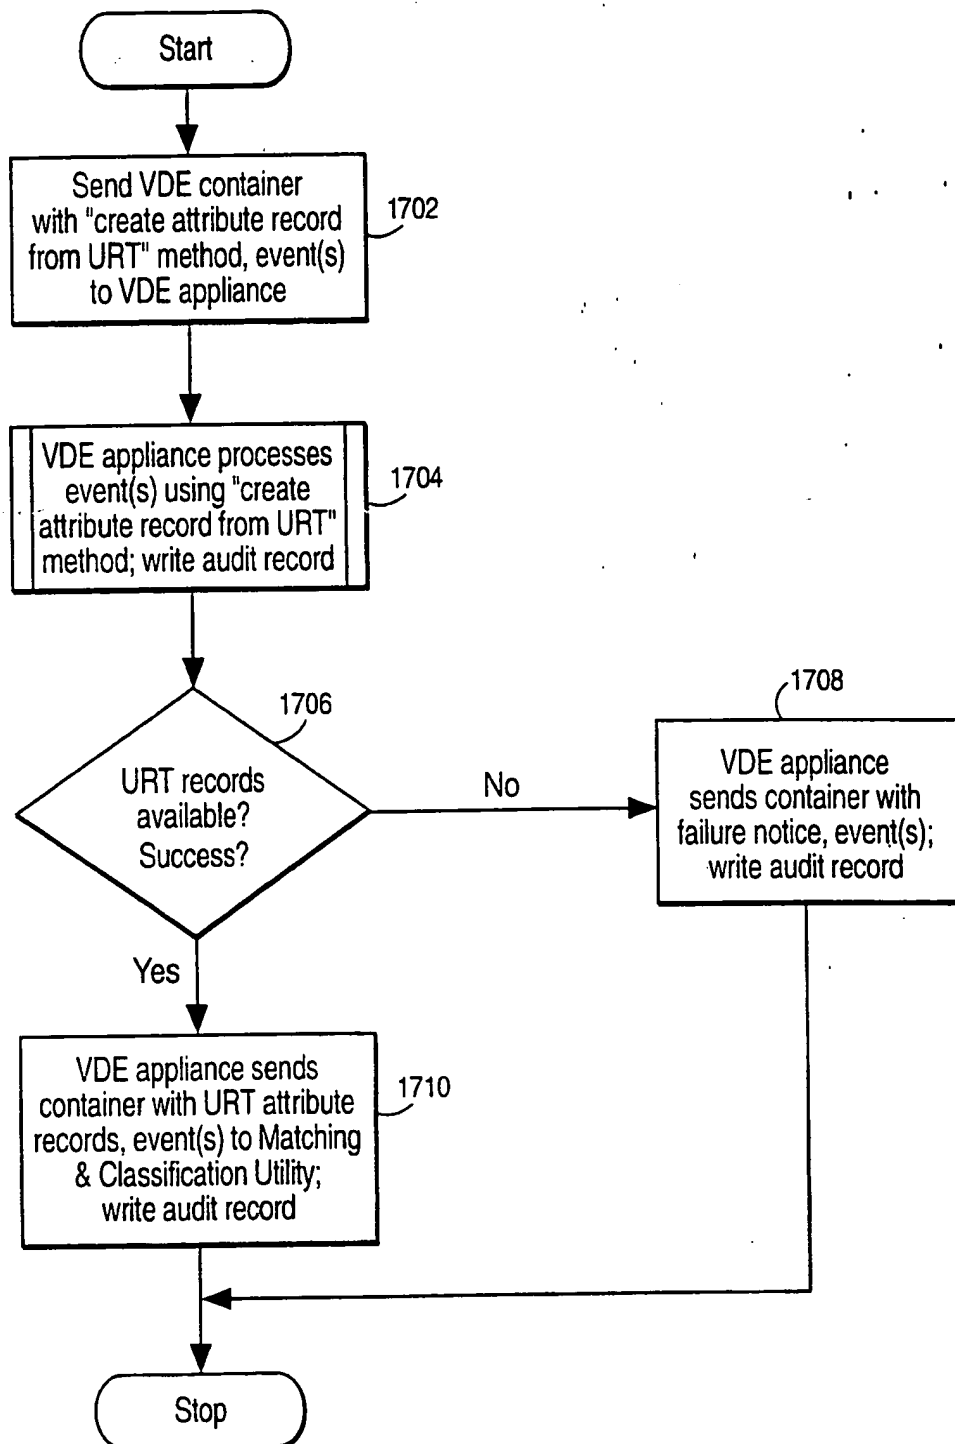 Start
Send VDE container
with "create attribute record
from URT" method, event(s)
to VDE appliance
1702
VDE appliance processes
event(s) using "create
attribute record from URT"
method; write audit record
1704
1706
URT records
available?
Success?
No
1708
VDE appliance
sends container with
failure notice, event(s);
write audit record
Yes
VDE appliance sends
container with URT attribute
records, event(s) to Matching
& Classification Utility;
write audit record
1710
Stop